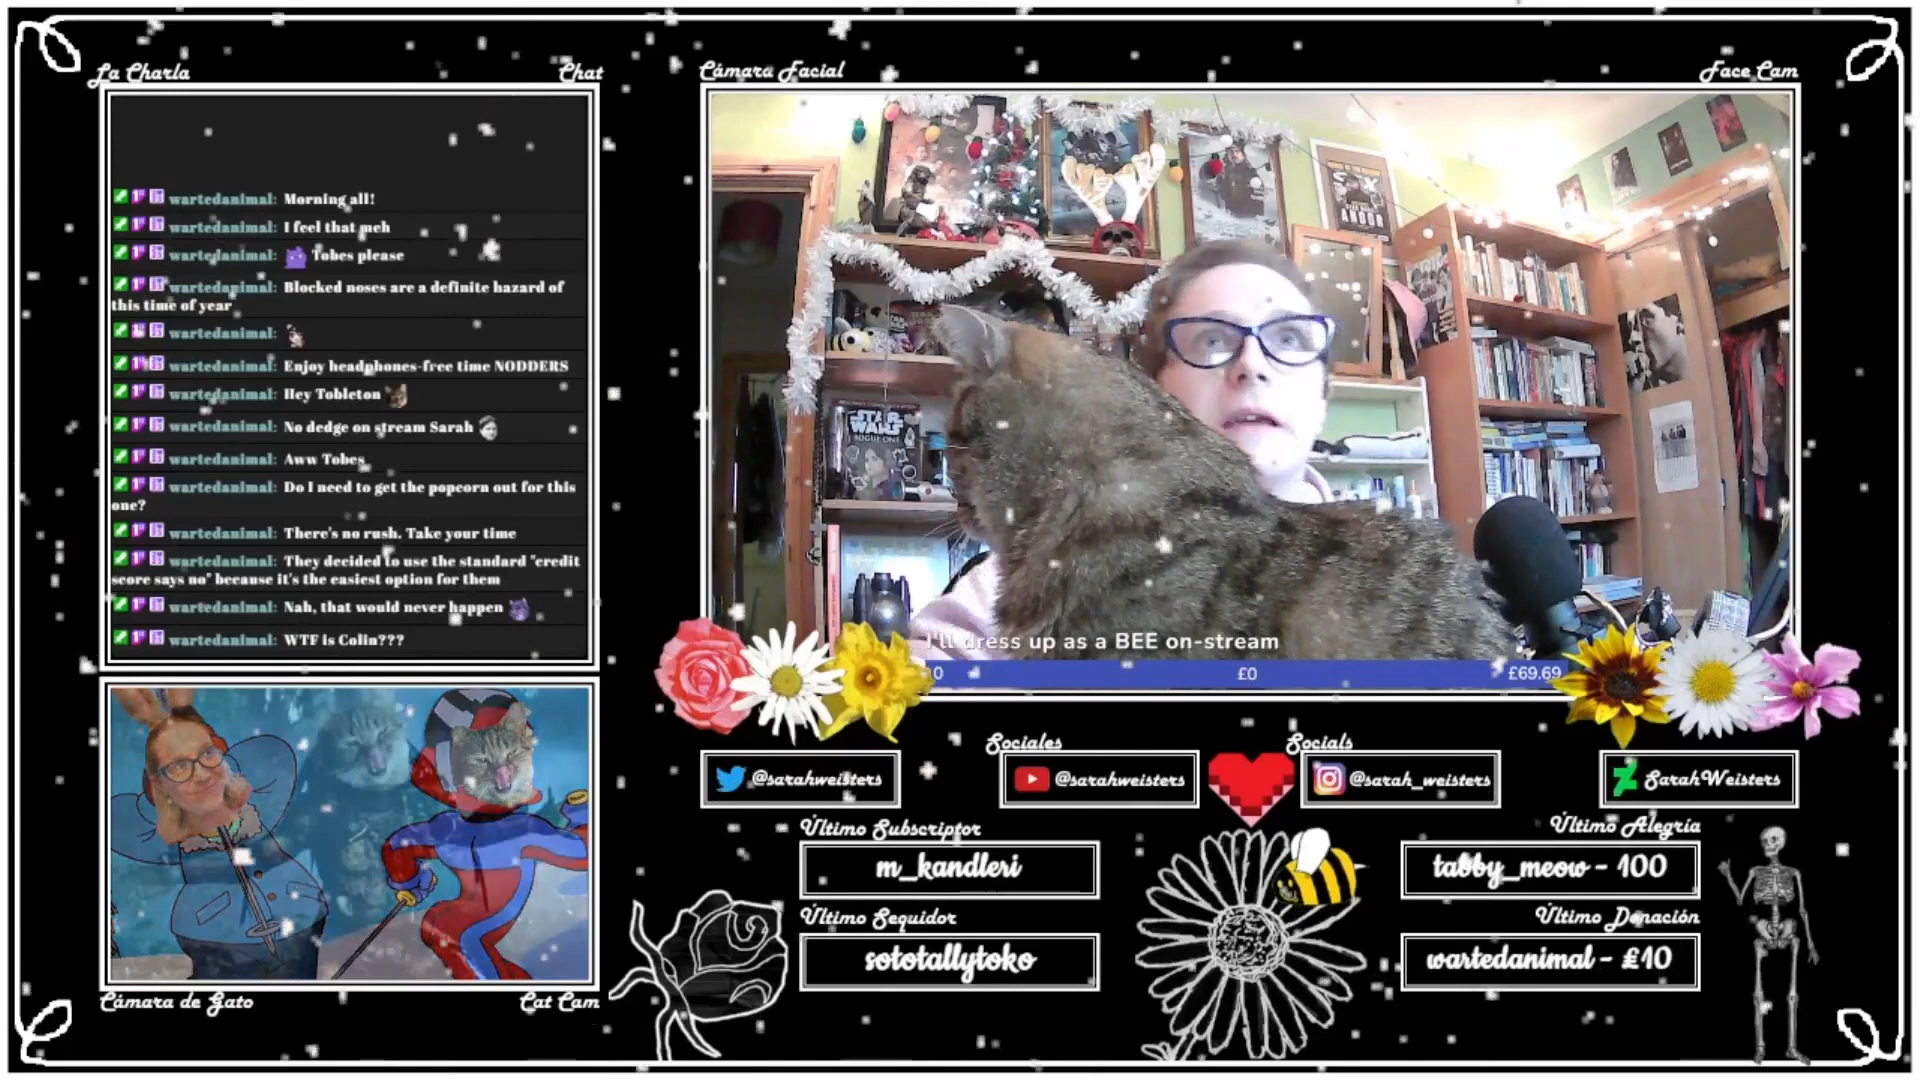 La Charla
Chat
Cámara Facial
Face Cam
wartedanimal: Morning all!
wartedanimal: I feel that meh
wartedanimal: Tobes please
wartedanimal: Blocked noses are a definite hazard of
this time of year
wartedanimal:
wartedanimal: Enjoy headphones-free time NODDERS
wartedanimal: Hey Tobleton
wartedanimal: No dedge on stream Sarah
wartedanimal: Aww Tobes
wartedanimal: Do I need to get the popcorn out for this
one?
wartedanimal: There's no rush. Take your time
wartedanimal: They decided to use the standard "credit
score says no" because it's the easiest option for them
wartedanimal: Nah, that would never happen
wartedanimal: WTF is Colin???
STAR WARS
ROGUE ONE
ANDOR
I'll dress up as a BEE on-stream
0
£0
£69.69
Sociales
Socials
@sarahweisters
@sarahweisters
@sarah_weisters
SarahWeisters
Último Subscriptor
m_kandleri
Último Alegría
tabby_meow - 100
Último Sequidor
sototallytoko
Último Donación
wartedanimal - £10
Cámara de Gato
Cat Cam